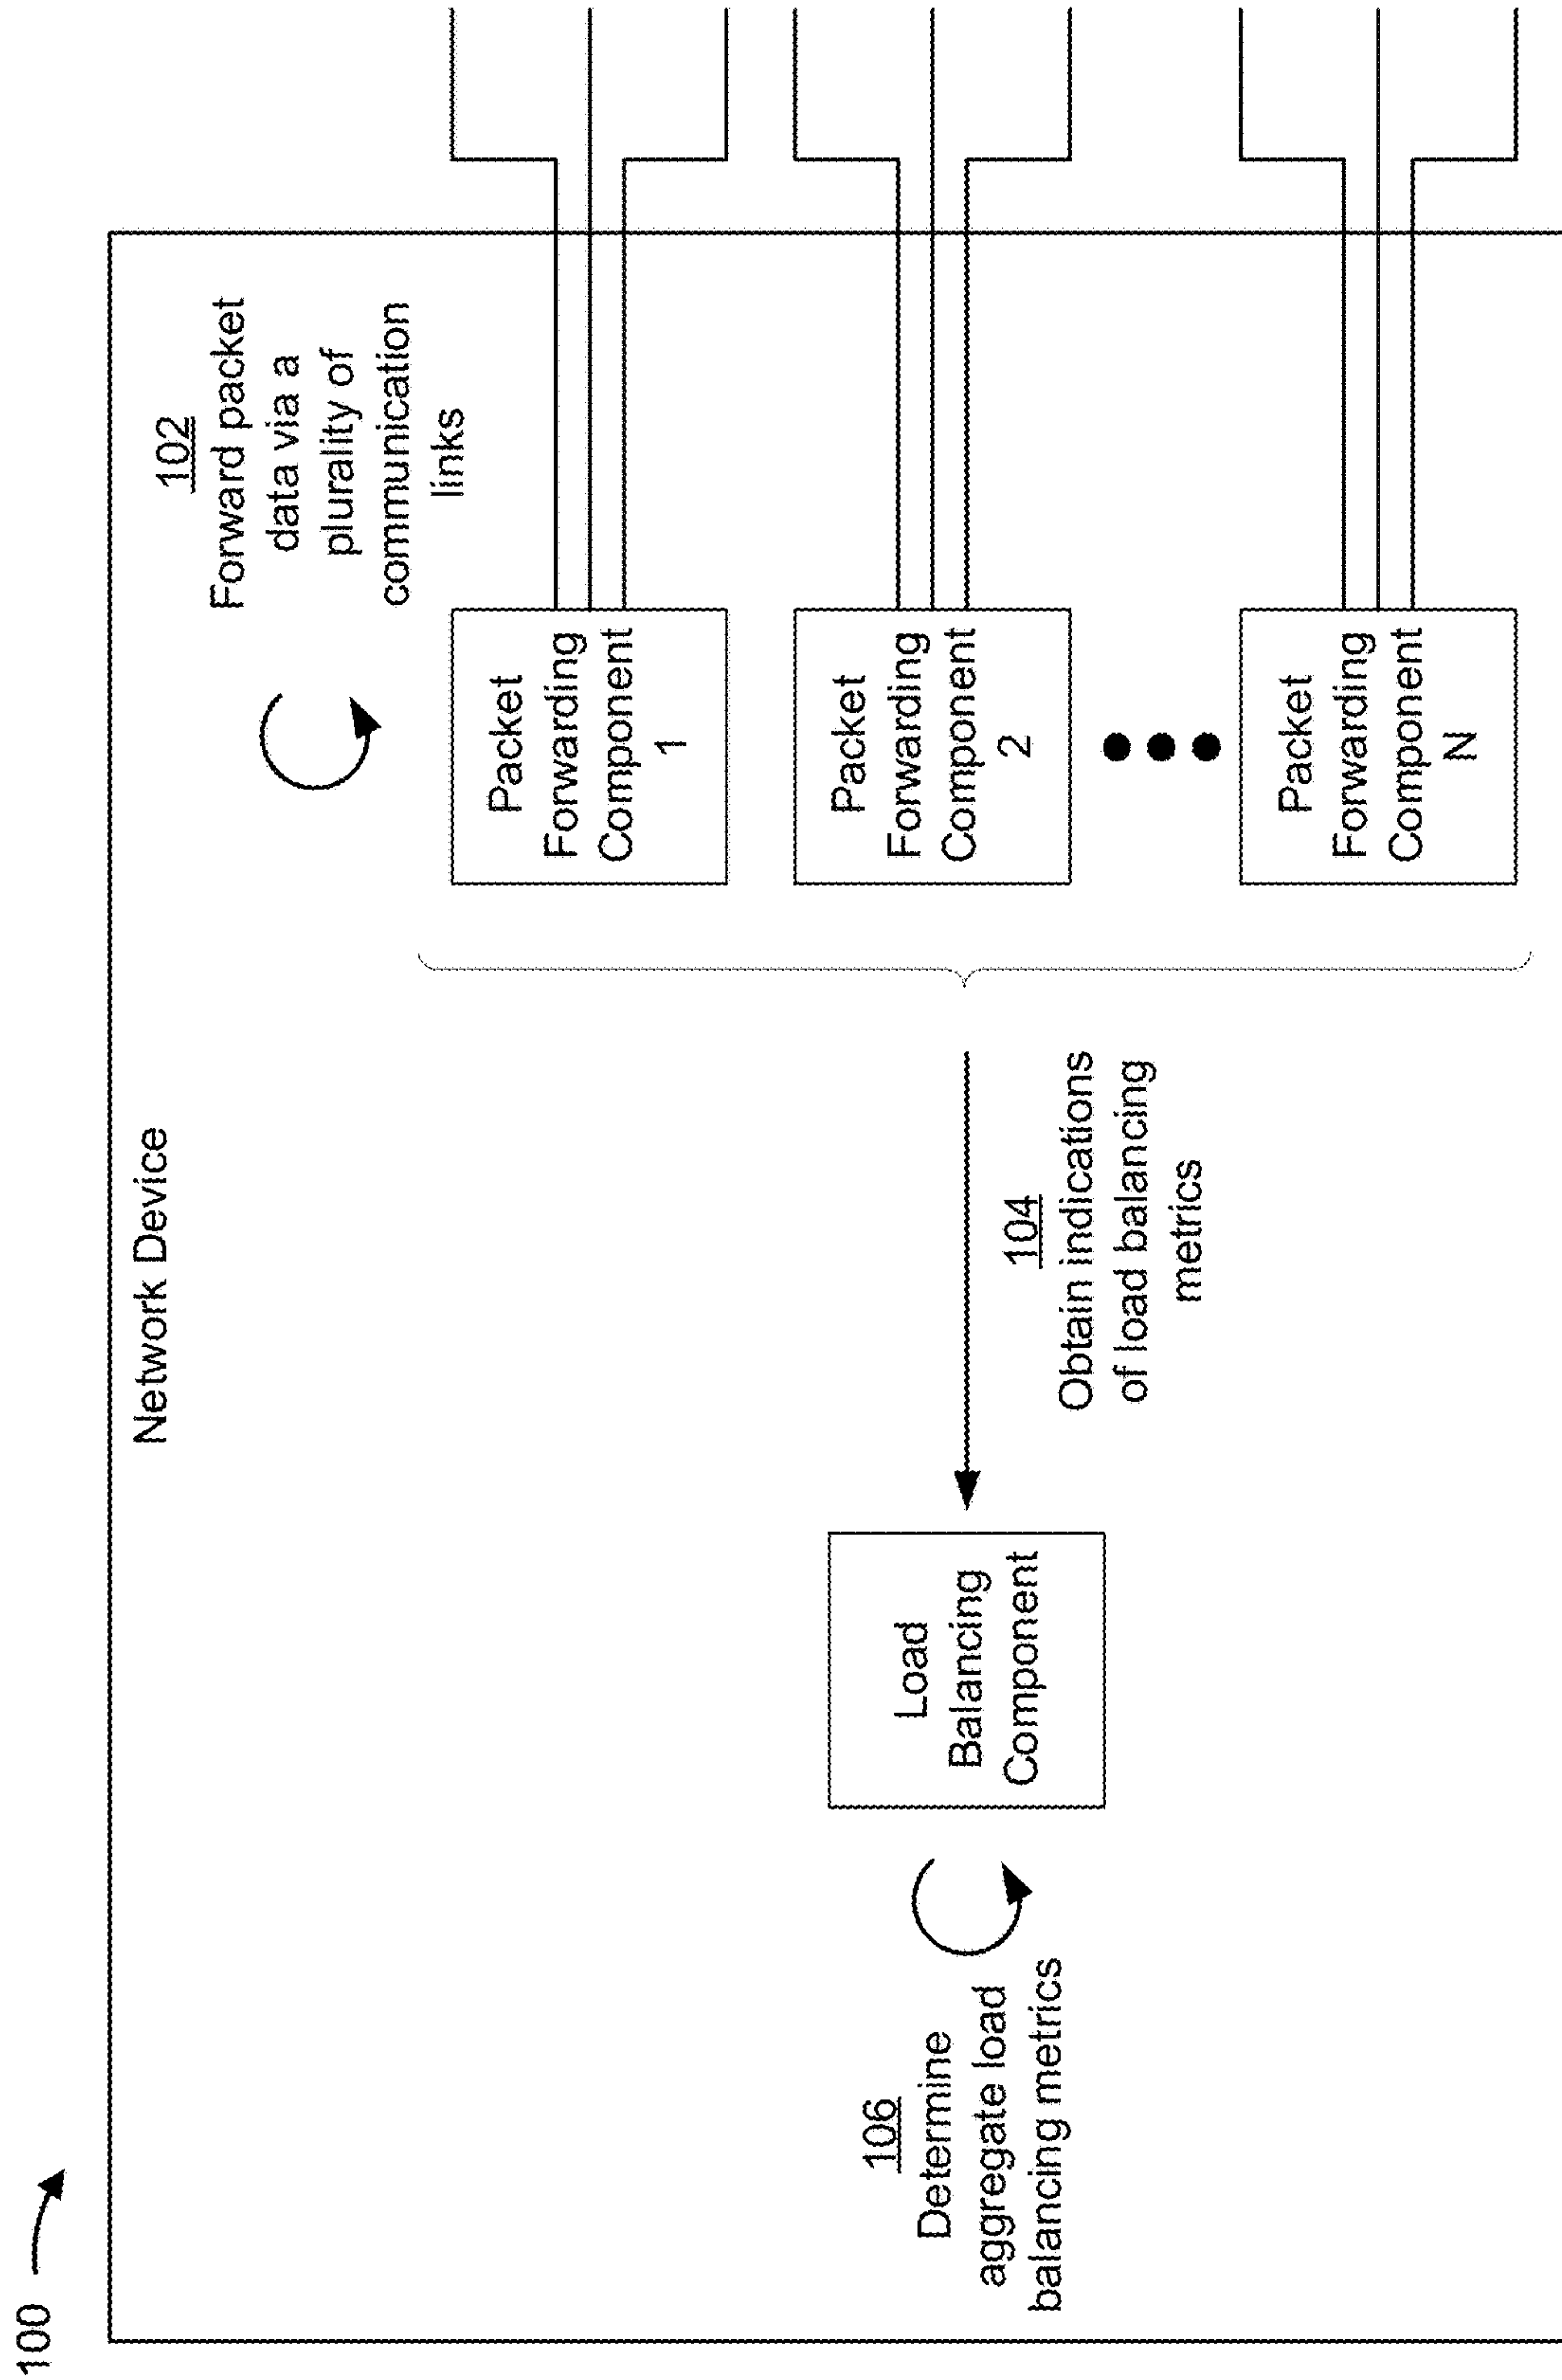 100
Network Device
102
Forward packet
data via a
plurality of
communication
links
106
Determine
aggregate load
balancing metrics
Load
Balancing
Component
104
Obtain indications
of load balancing
metrics
Packet
Forwarding
Component
1
Packet
Forwarding
Component
2
Packet
Forwarding
Component
N